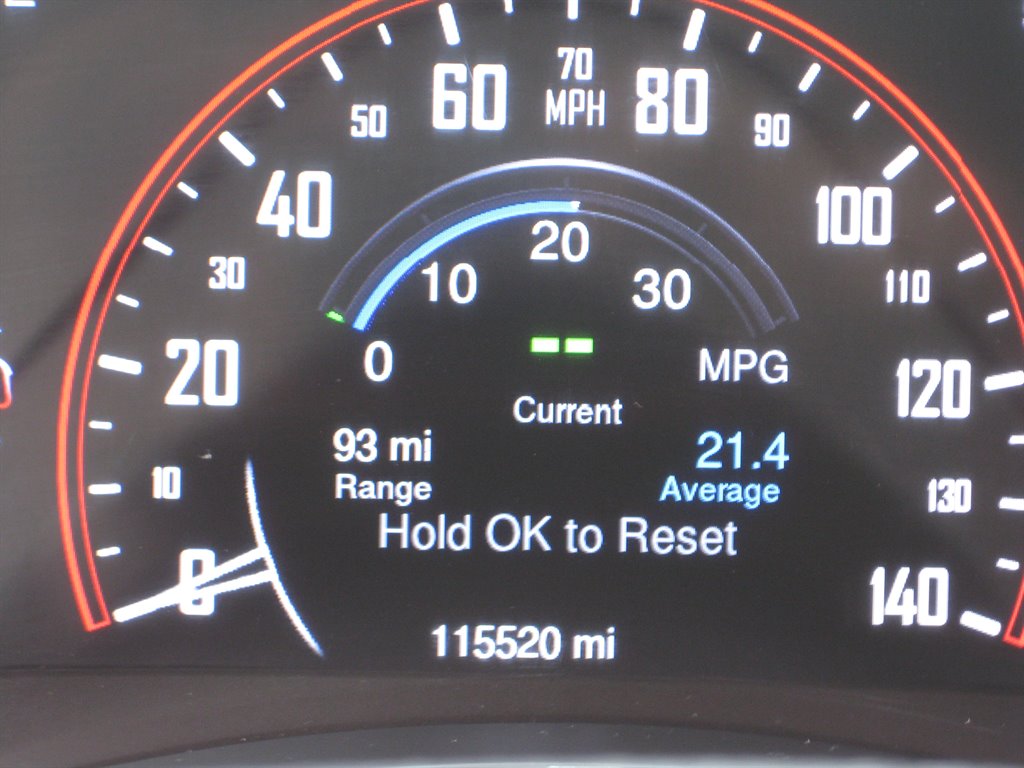 70
60 MPH 80
50 90
40 100
20
30 110
10 30
0 -- MPG
20 120
Current
93 mi 21.4
Range Average
10 130
Hold OK to Reset
0 140
115520 mi